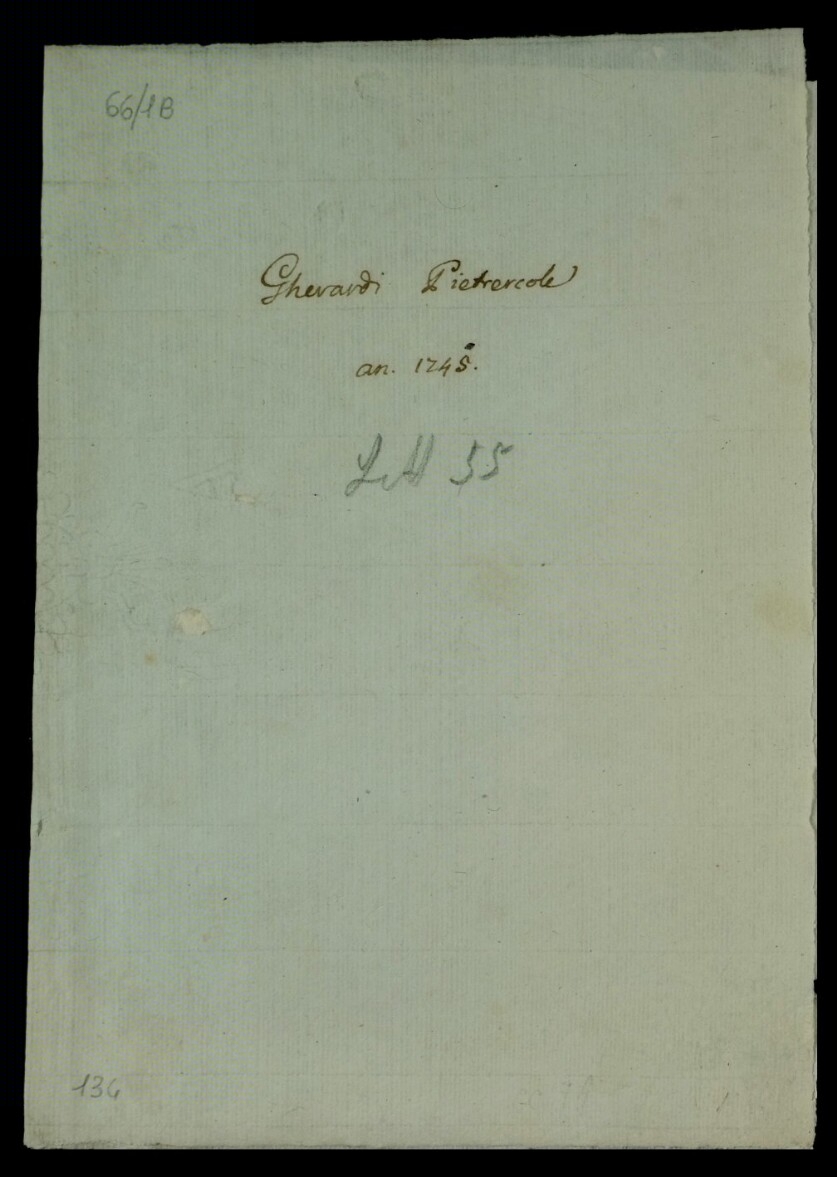 66/1B
Gherardi Pietrercole
an. 1745.
Lett 55
134